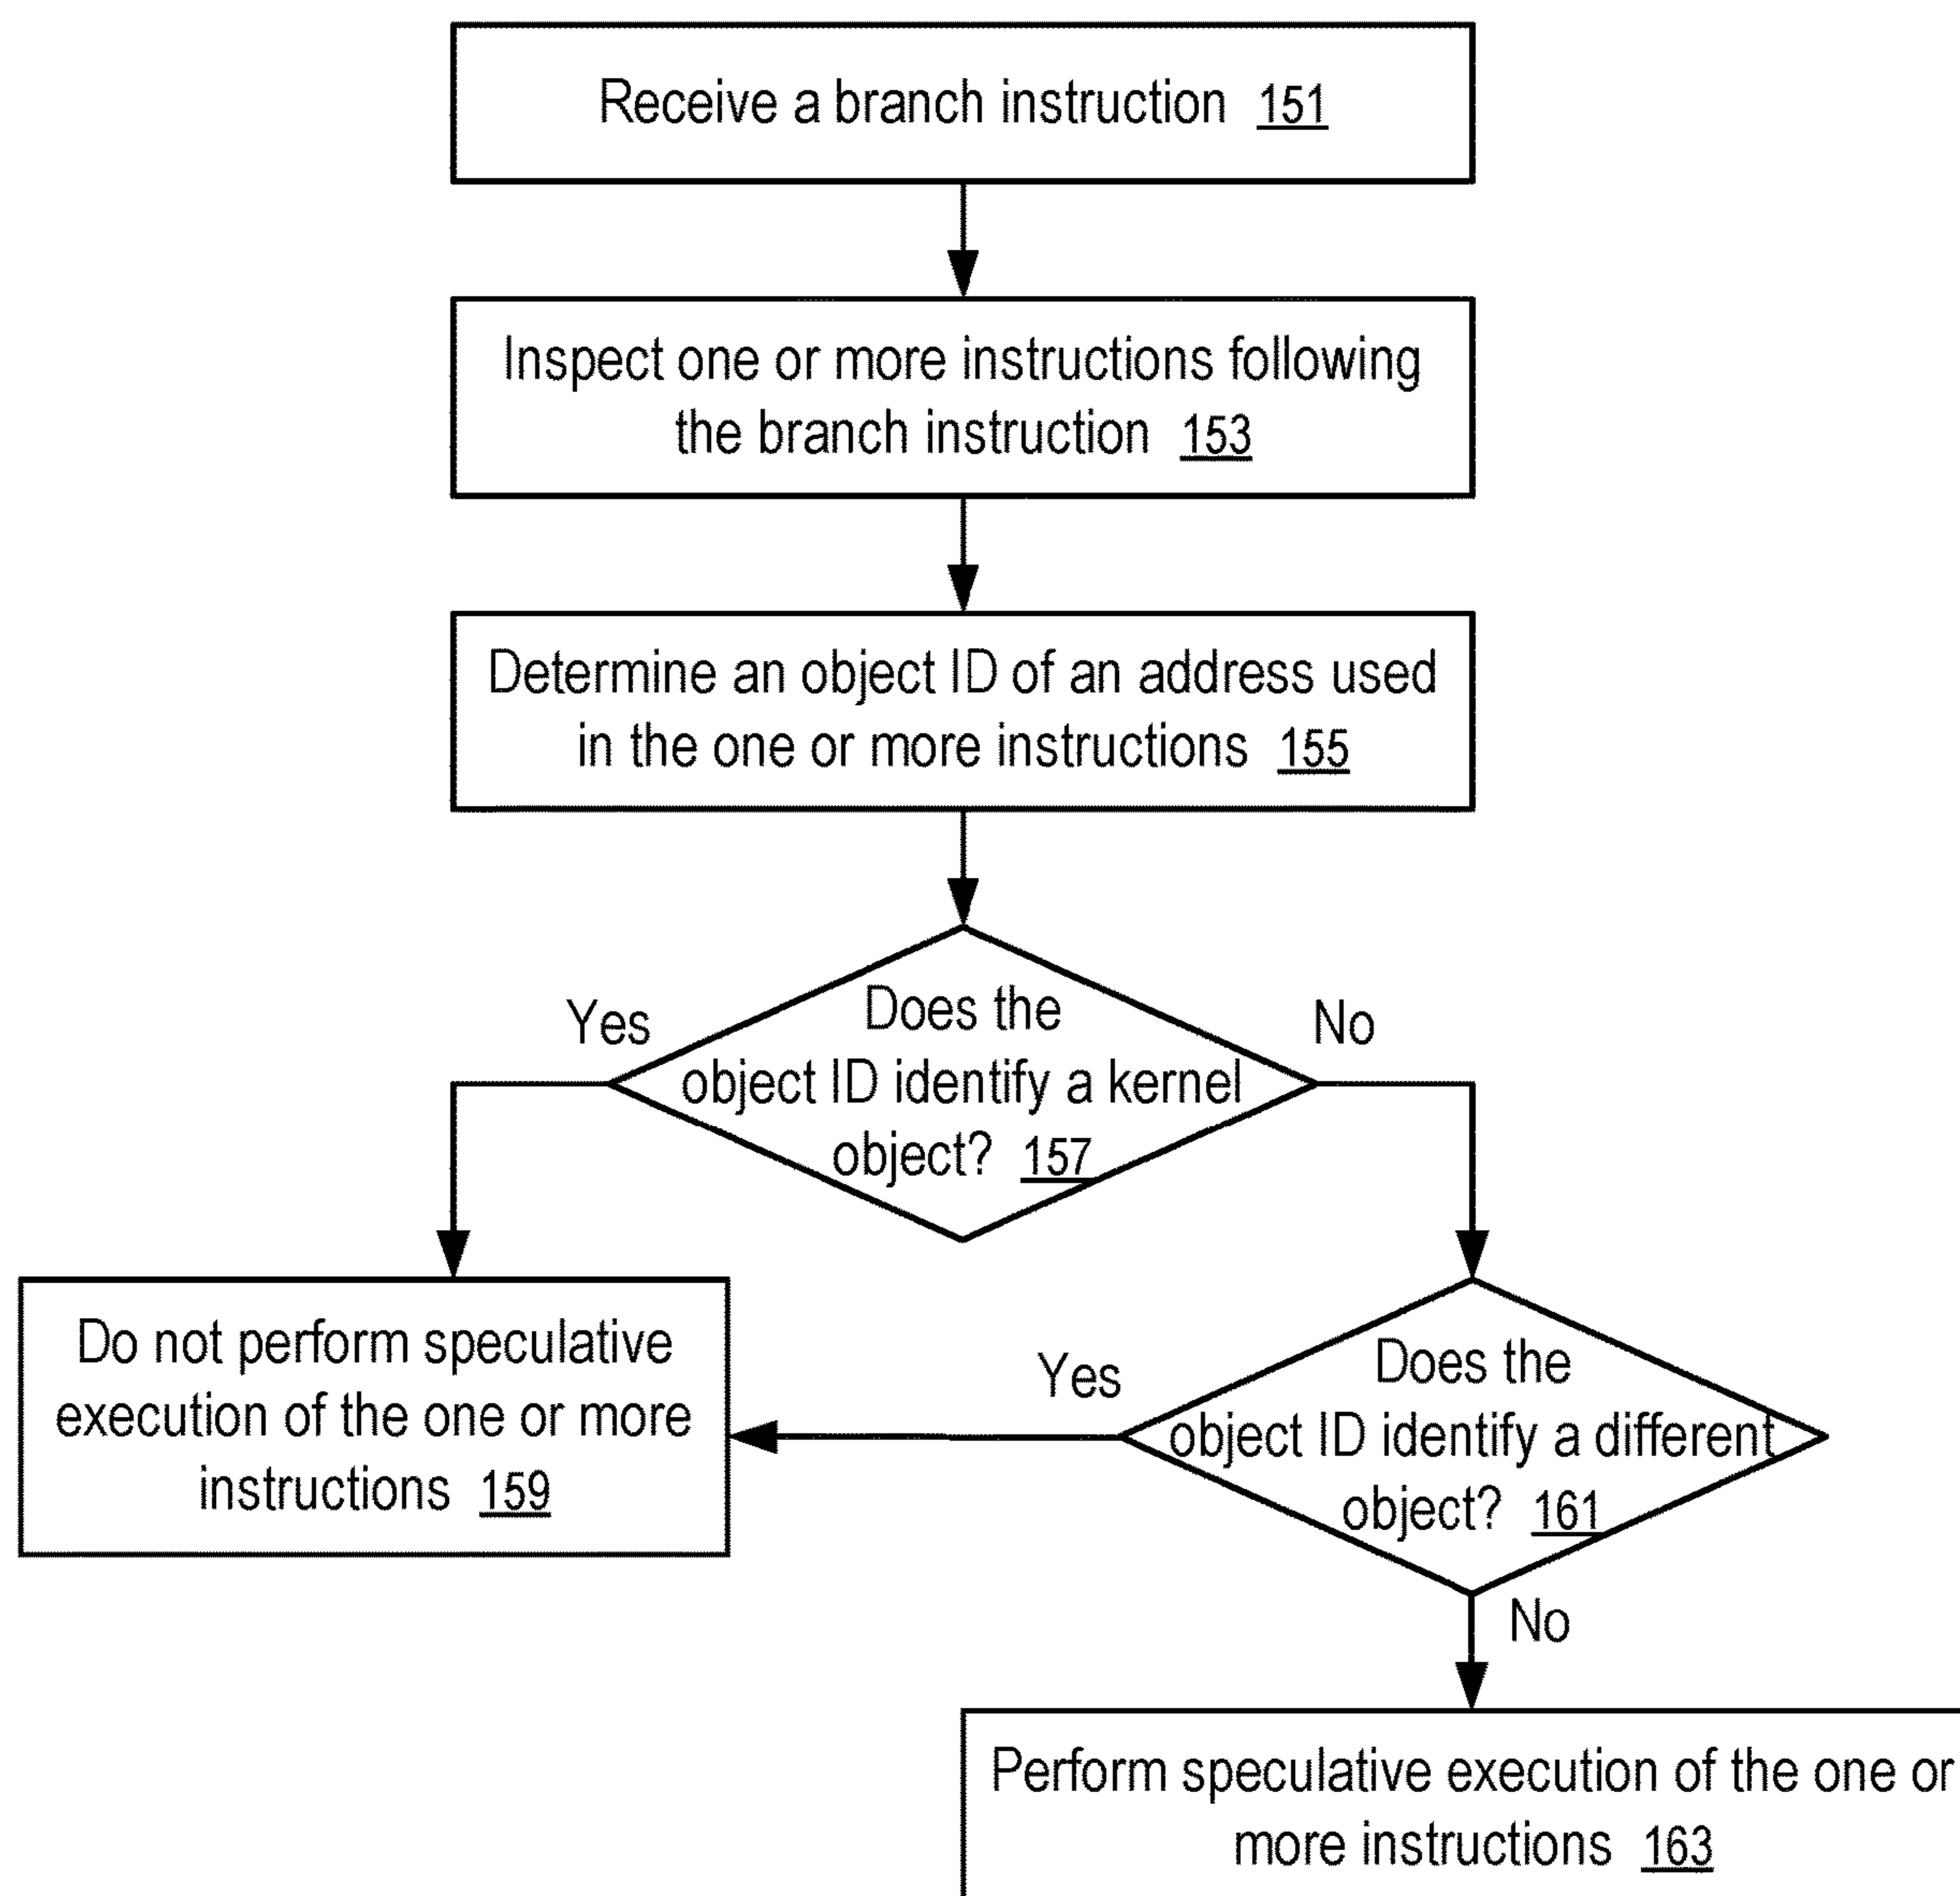 Receive a branch instruction 151
Inspect one or more instructions following
the branch instruction 153
Determine an object ID of an address used
in the one or more instructions 155
Does the
object ID identify a kernel
object? 157
Yes
No
Do not perform speculative
execution of the one or more
instructions 159
Yes
Does the
object ID identify a different
object? 161
No
Perform speculative execution of the one or
more instructions 163